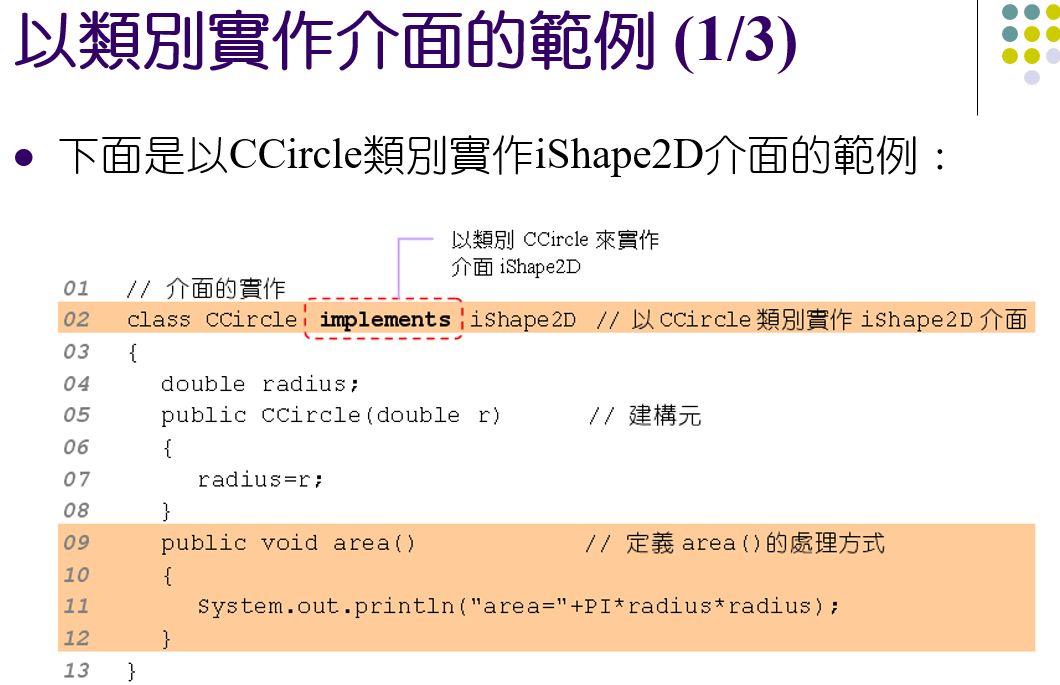 以類別實作介面的範例 (1/3)
● 下面是以CCircle類別實作iShape2D介面的範例：
以類別 CCircle 來實作
介面 iShape2D
01 // 介面的實作
02 class CCircle implements iShape2D // 以 CCircle 類別實作 iShape2D 介面
03 {
04 double radius;
05 public CCircle(double r) // 建構元
06 {
07 radius=r;
08 }
09 public void area() // 定義 area()的處理方式
10 {
11 System.out.println("area="+PI*radius*radius);
12 }
13 }